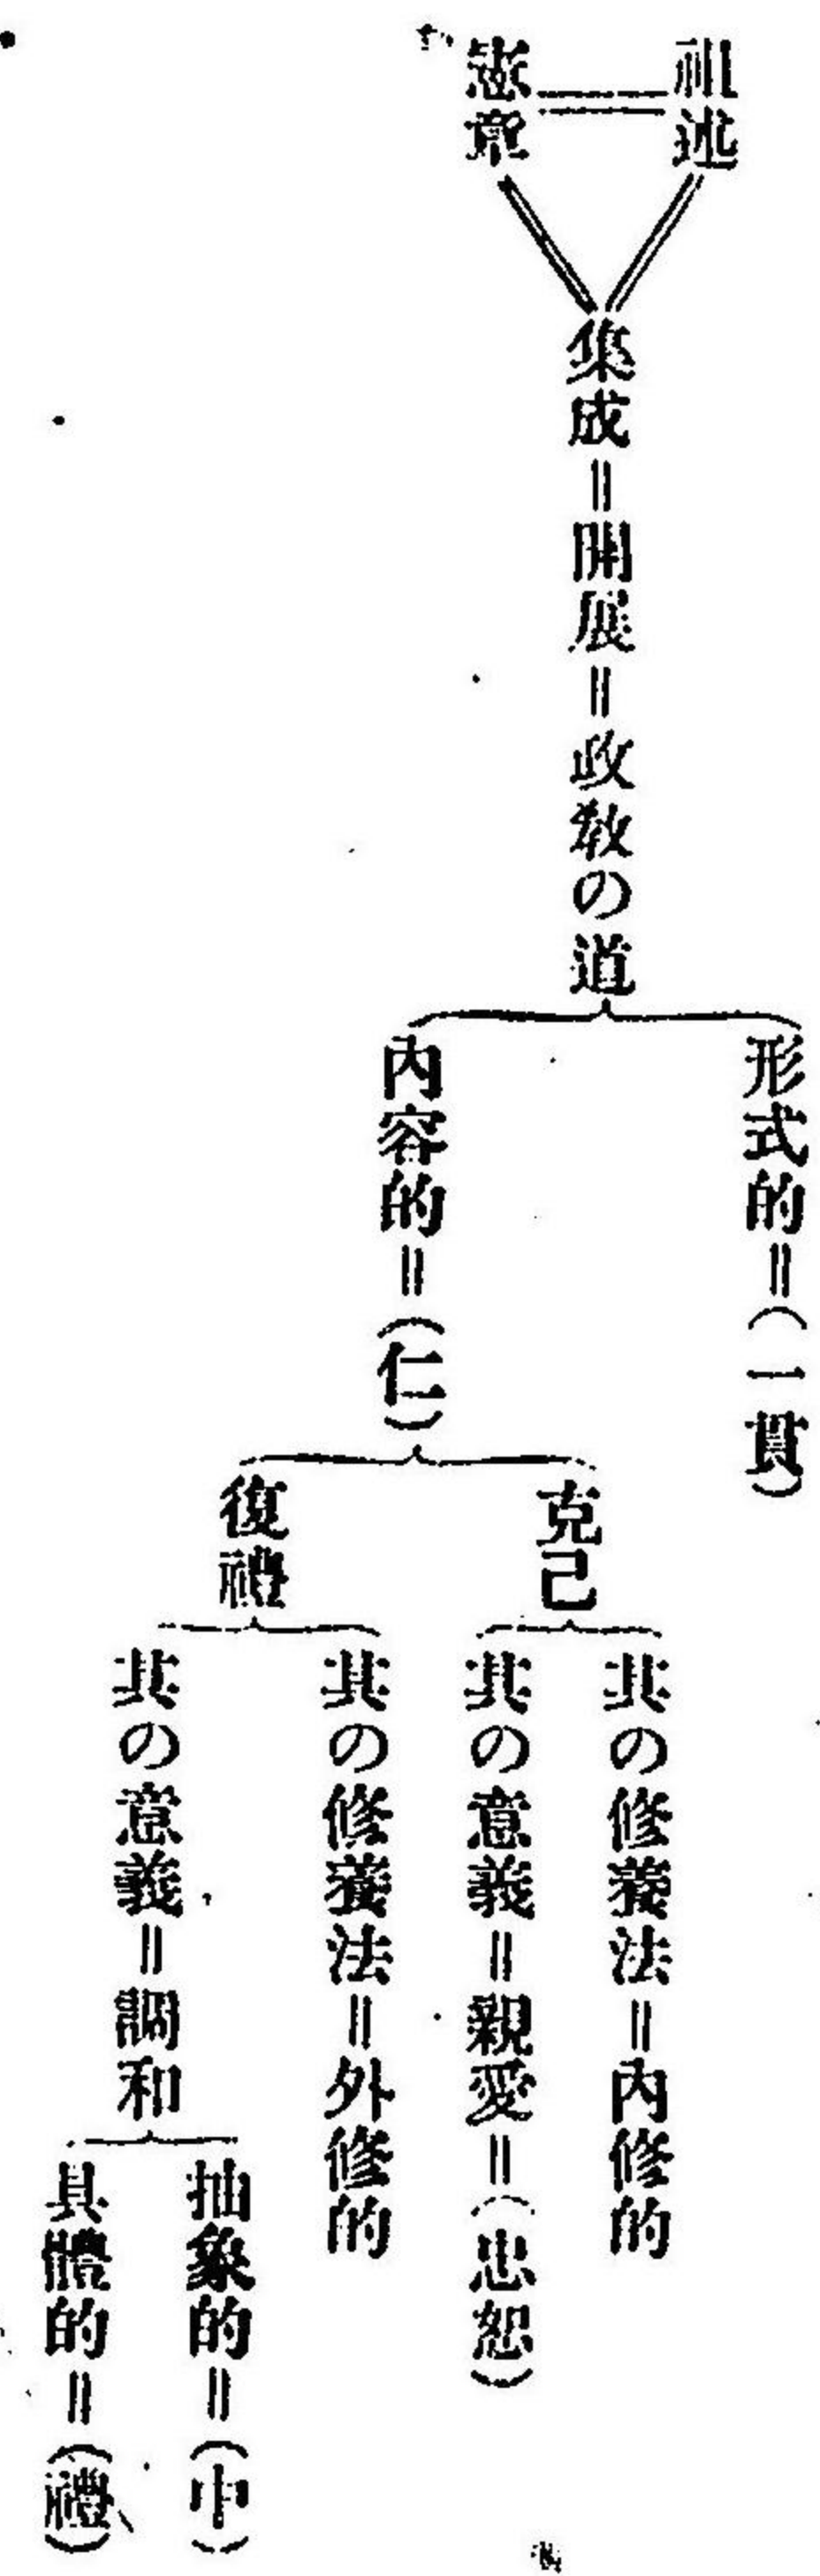 祖述
憲章
集成＝開展＝政敎の道
形式的＝（一貫）
內容的＝（仁）
克己
其の修養法＝內修的
其の意義＝親愛＝（忠恕）
復禮
其の修養法＝外修的
其の意義＝調和
抽象的＝（中）
具體的＝（禮）